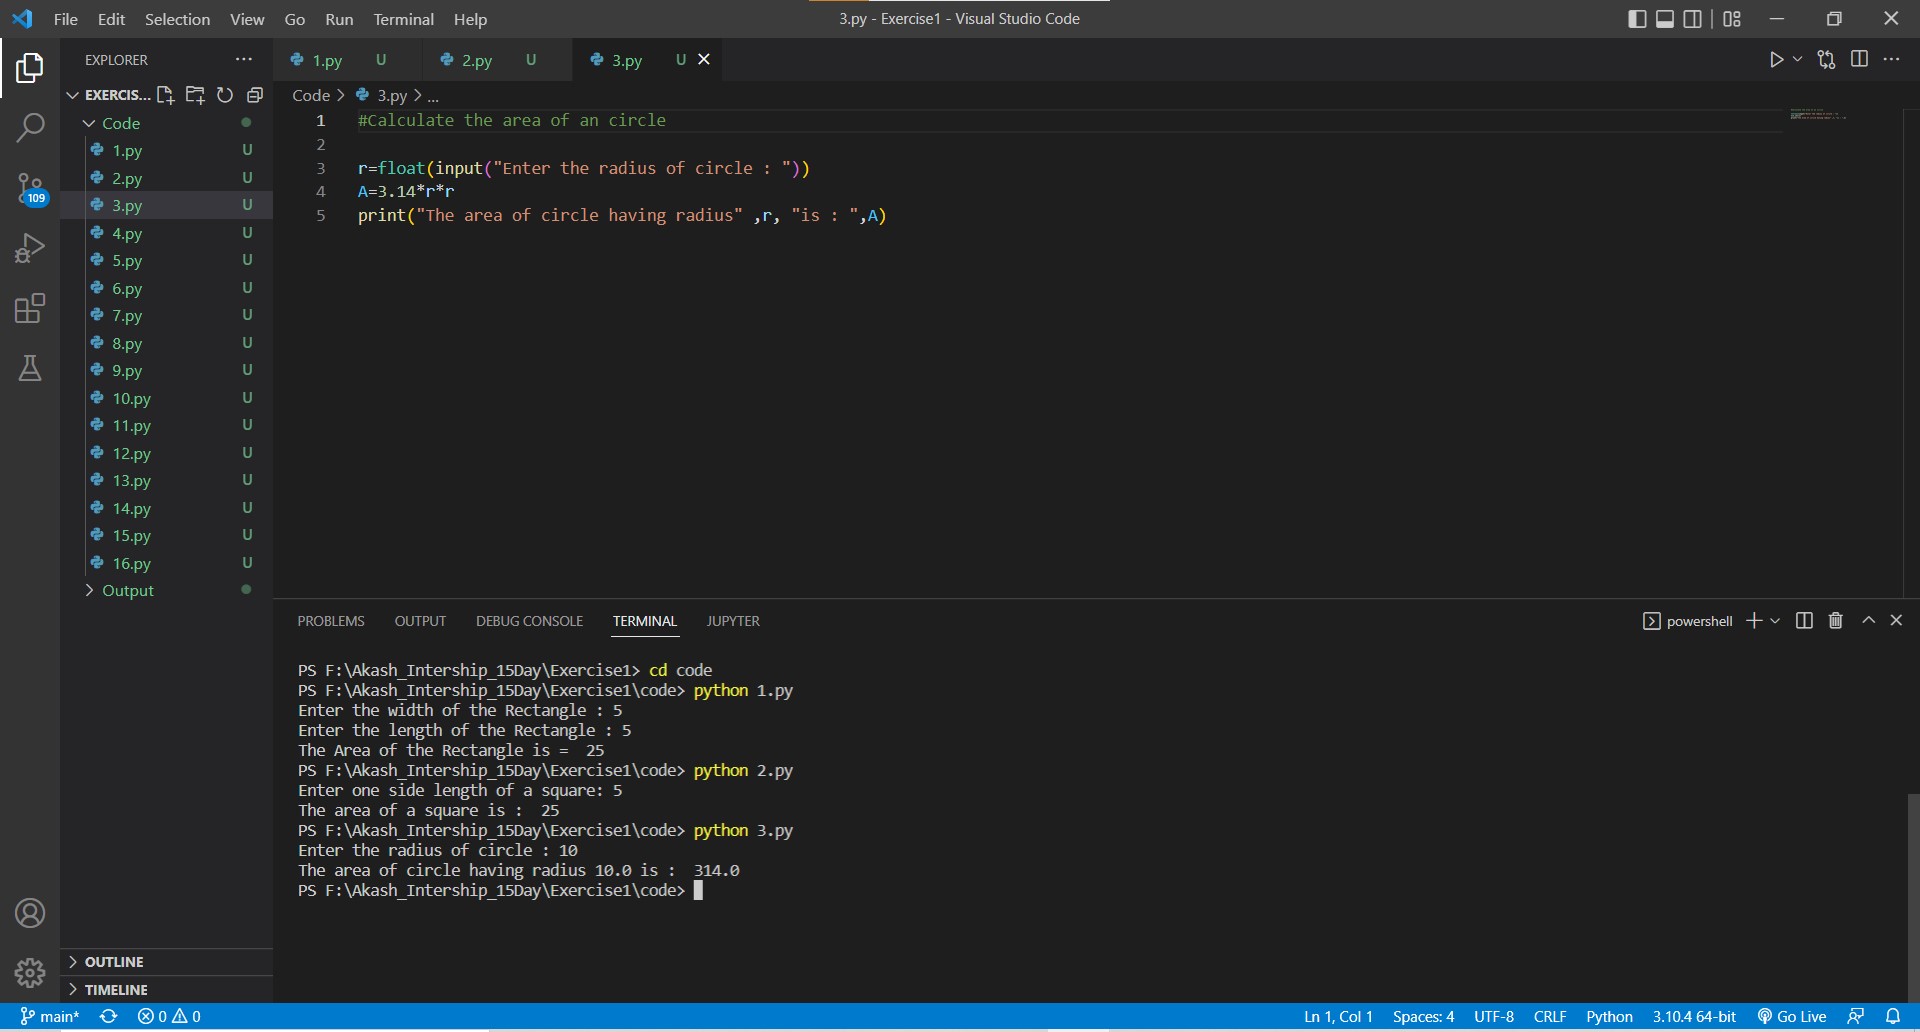 File Edit Selection View Go Run Terminal Help
3.py - Exercise1 - Visual Studio Code
EXPLORER
EXERCIS...
Code
1.py U
2.py U
3.py U
4.py U
5.py U
6.py U
7.py U
8.py U
9.py U
10.py U
11.py U
12.py U
13.py U
14.py U
15.py U
16.py U
Output
OUTLINE
TIMELINE
109
1.py U 2.py U 3.py U
Code > 3.py > ...
1 #Calculate the area of an circle
2
3 r=float(input("Enter the radius of circle : "))
4 A=3.14*r*r
5 print("The area of circle having radius" ,r, "is : ",A)
PROBLEMS OUTPUT DEBUG CONSOLE TERMINAL JUPYTER
powershell
PS F:\Akash_Intership_15Day\Exercise1> cd code
PS F:\Akash_Intership_15Day\Exercise1\code> python 1.py
Enter the width of the Rectangle : 5
Enter the length of the Rectangle : 5
The Area of the Rectangle is =  25
PS F:\Akash_Intership_15Day\Exercise1\code> python 2.py
Enter one side length of a square: 5
The area of a square is :  25
PS F:\Akash_Intership_15Day\Exercise1\code> python 3.py
Enter the radius of circle : 10
The area of circle having radius 10.0 is :  314.0
PS F:\Akash_Intership_15Day\Exercise1\code>
main* 0 0
Ln 1, Col 1 Spaces: 4 UTF-8 CRLF Python 3.10.4 64-bit Go Live